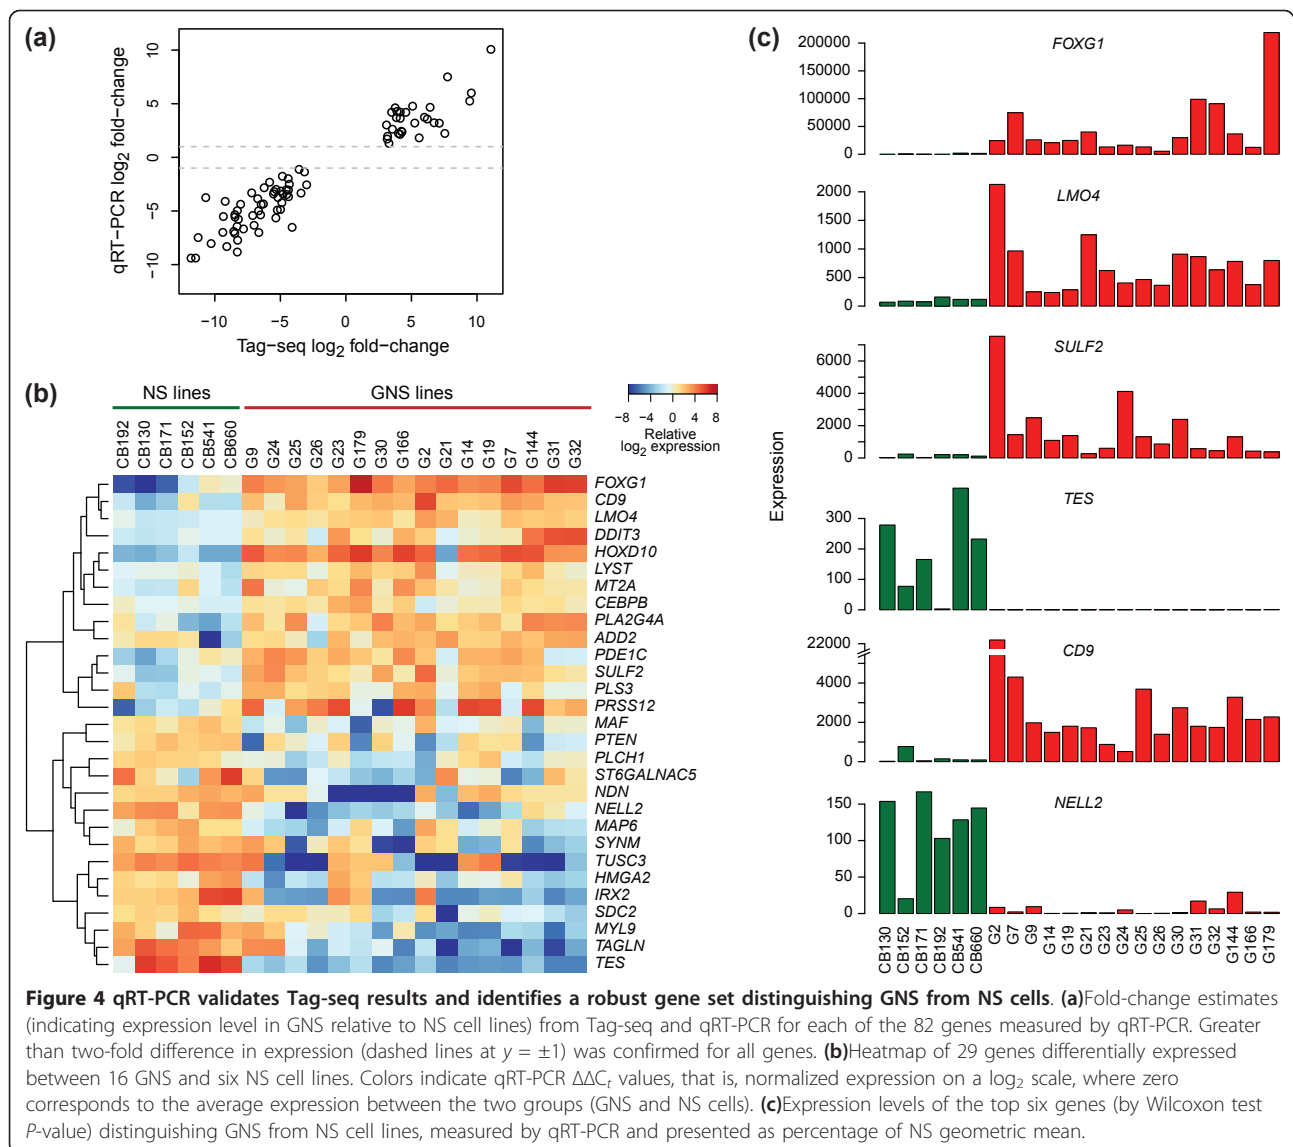 (a)
10
5
0
−5
−10
qRT−PCR log2 fold−change
−10 −5 0 5 10
Tag−seq log2 fold−change
(b)
NS lines
GNS lines
−8 −4 0 4 8
Relative
log2 expression
CB192 CB130 CB171 CB152 CB541 CB660 G9 G24 G25 G26 G23 G179 G30 G166 G2 G21 G14 G19 G7 G144 G31 G32
FOXG1
CD9
LMO4
DDIT3
HOXD10
LYST
MT2A
CEBPB
PLA2G4A
ADD2
PDE1C
SULF2
PLS3
PRSS12
MAF
PTEN
PLCH1
ST6GALNAC5
NDN
NELL2
MAP6
SYNM
TUSC3
HMGA2
IRX2
SDC2
MYL9
TAGLN
TES
(c)
Expression
FOXG1
200000
150000
100000
50000
0
LMO4
2000
1500
1000
500
0
SULF2
6000
4000
2000
0
TES
300
200
100
0
CD9
22000
4000
2000
0
NELL2
150
100
50
0
CB130 CB152 CB171 CB192 CB541 CB660 G2 G7 G9 G14 G19 G21 G23 G24 G25 G26 G30 G31 G32 G144 G166 G179
Figure 4 qRT-PCR validates Tag-seq results and identifies a robust gene set distinguishing GNS from NS cells. (a)Fold-change estimates
(indicating expression level in GNS relative to NS cell lines) from Tag-seq and qRT-PCR for each of the 82 genes measured by qRT-PCR. Greater
than two-fold difference in expression (dashed lines at y = ±1) was confirmed for all genes. (b)Heatmap of 29 genes differentially expressed
between 16 GNS and six NS cell lines. Colors indicate qRT-PCR ΔΔCt values, that is, normalized expression on a log2 scale, where zero
corresponds to the average expression between the two groups (GNS and NS cells). (c)Expression levels of the top six genes (by Wilcoxon test
P-value) distinguishing GNS from NS cell lines, measured by qRT-PCR and presented as percentage of NS geometric mean.